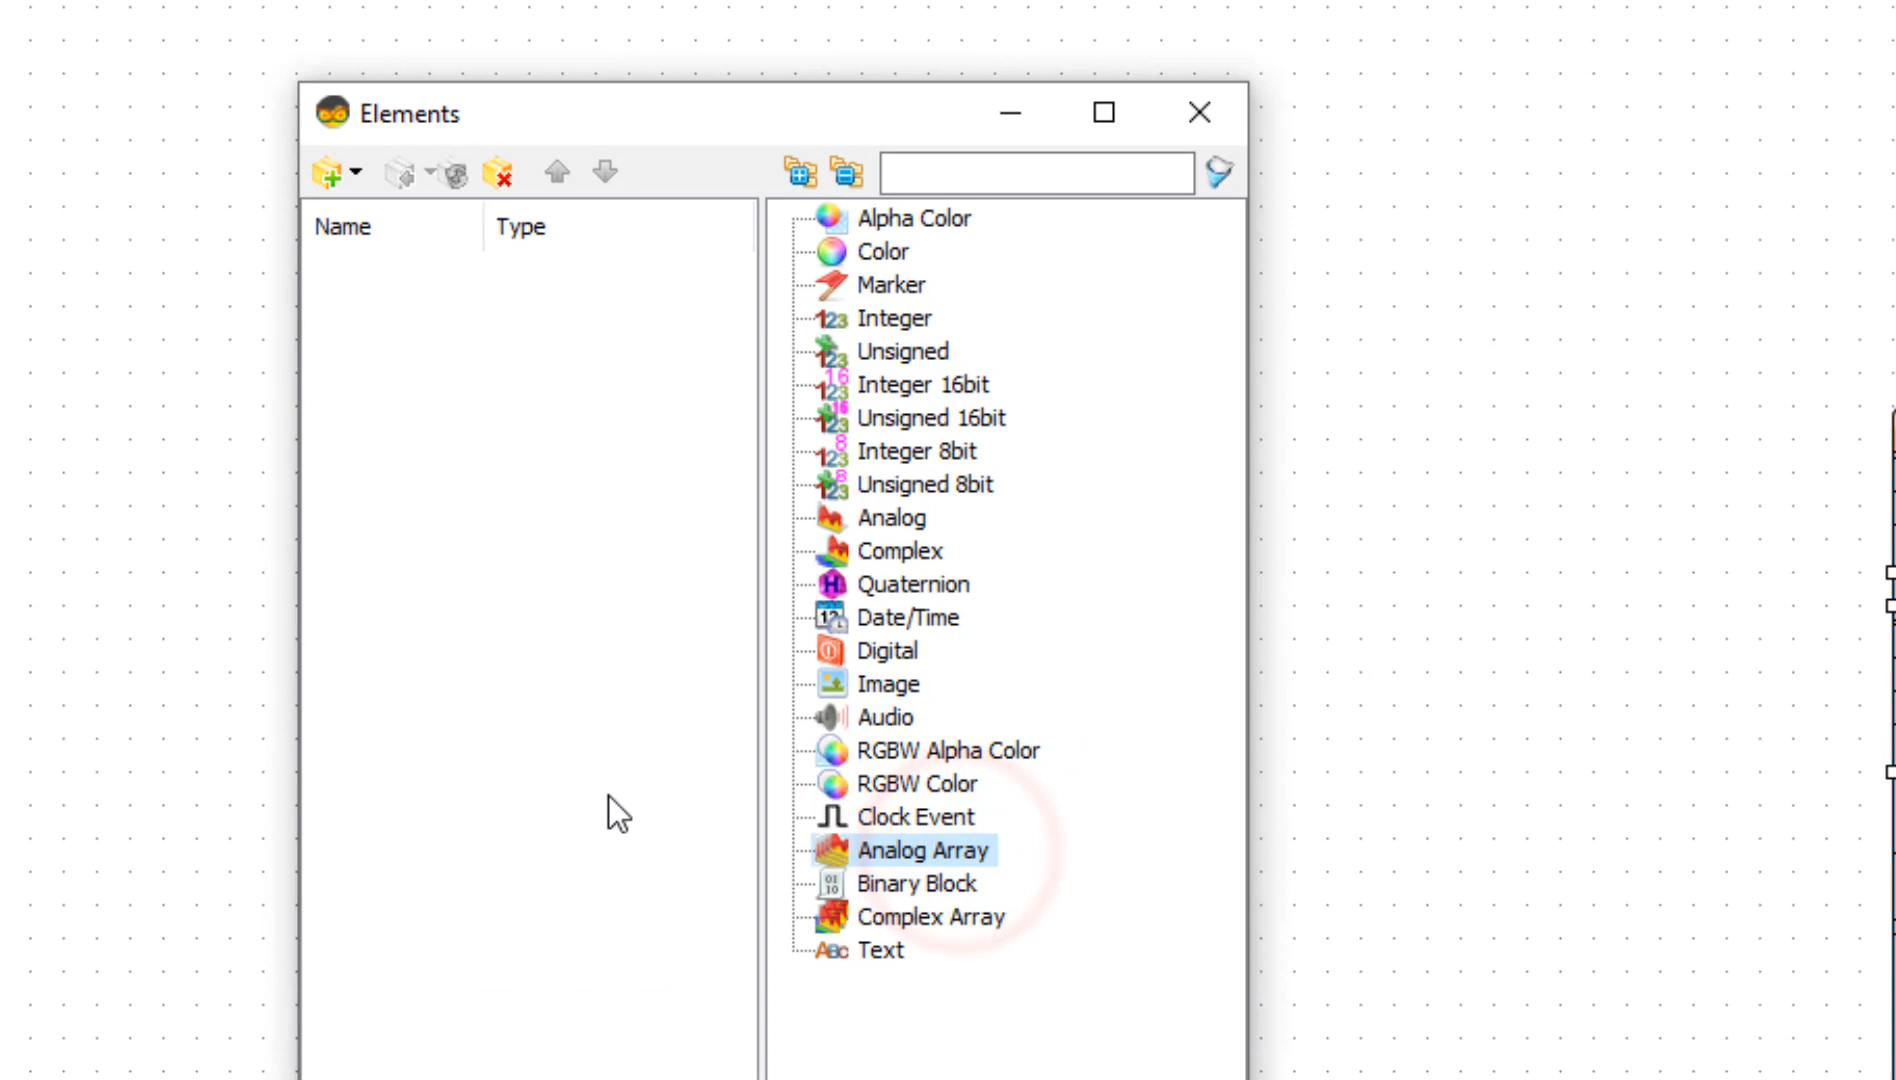 Elements
Name Type
Alpha Color
Color
Marker
Integer
Unsigned
Integer 16bit
Unsigned 16bit
Integer 8bit
Unsigned 8bit
Analog
Complex
Quaternion
Date/Time
Digital
Image
Audio
RGBW Alpha Color
RGBW Color
Clock Event
Analog Array
Binary Block
Complex Array
Text